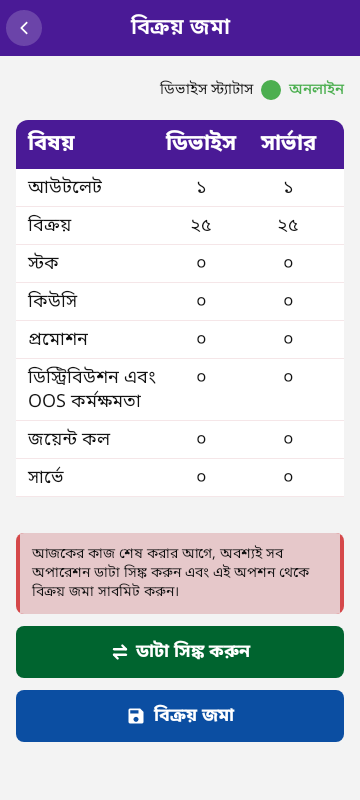 বিক্রয় জমা
ডিভাইস স্ট্যাটাস অনলাইন
বিষয় ডিভাইস সার্ভার
আউটলেট ১ ১
বিক্রয় ২৫ ২৫
স্টক ০ ০
কিউসি ০ ০
প্রমোশন ০ ০
ডিস্ট্রিবিউশন এবং ০ ০
OOS কর্মক্ষমতা
জয়েন্ট কল ০ ০
সার্ভে ০ ০
আজকের কাজ শেষ করার আগে, অবশ্যই সব
অপারেশন ডাটা সিঙ্ক করুন এবং এই অপশন থেকে
বিক্রয় জমা সাবমিট করুন।
ডাটা সিঙ্ক করুন
বিক্রয় জমা